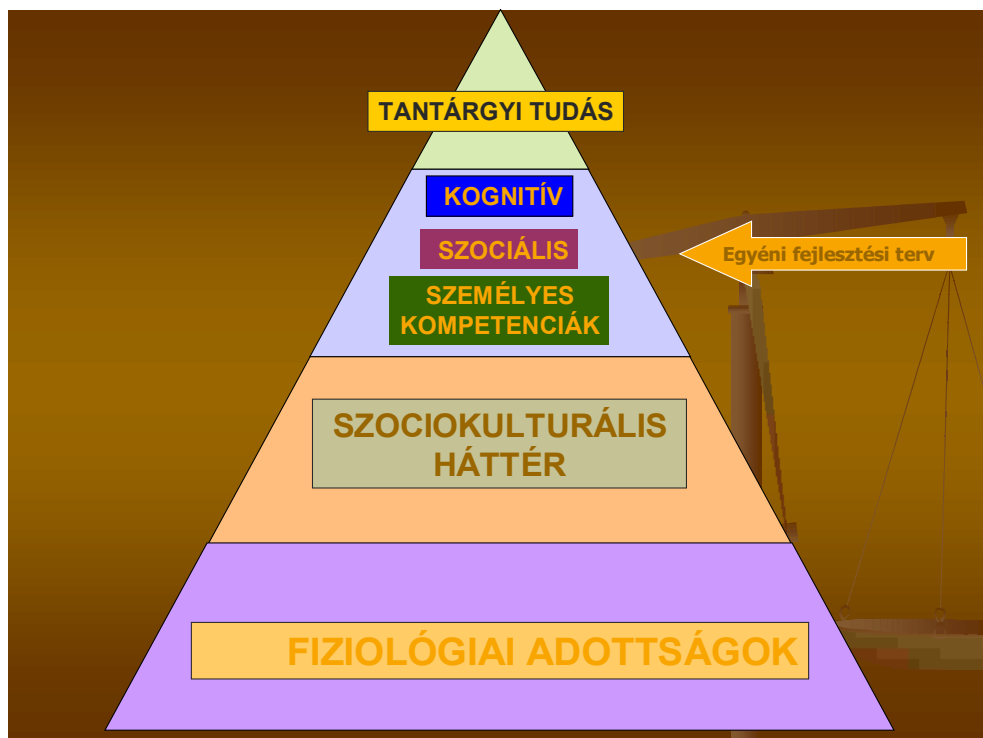 TANTÁRGYI TUDÁS
KOGNITÍV
SZOCIÁLIS
Egyéni fejlesztési terv
SZEMÉLYES
KOMPETENCIÁK
SZOCIOKULTURÁLIS
HÁTTÉR
FIZIOLÓGIAI ADOTTSÁGOK